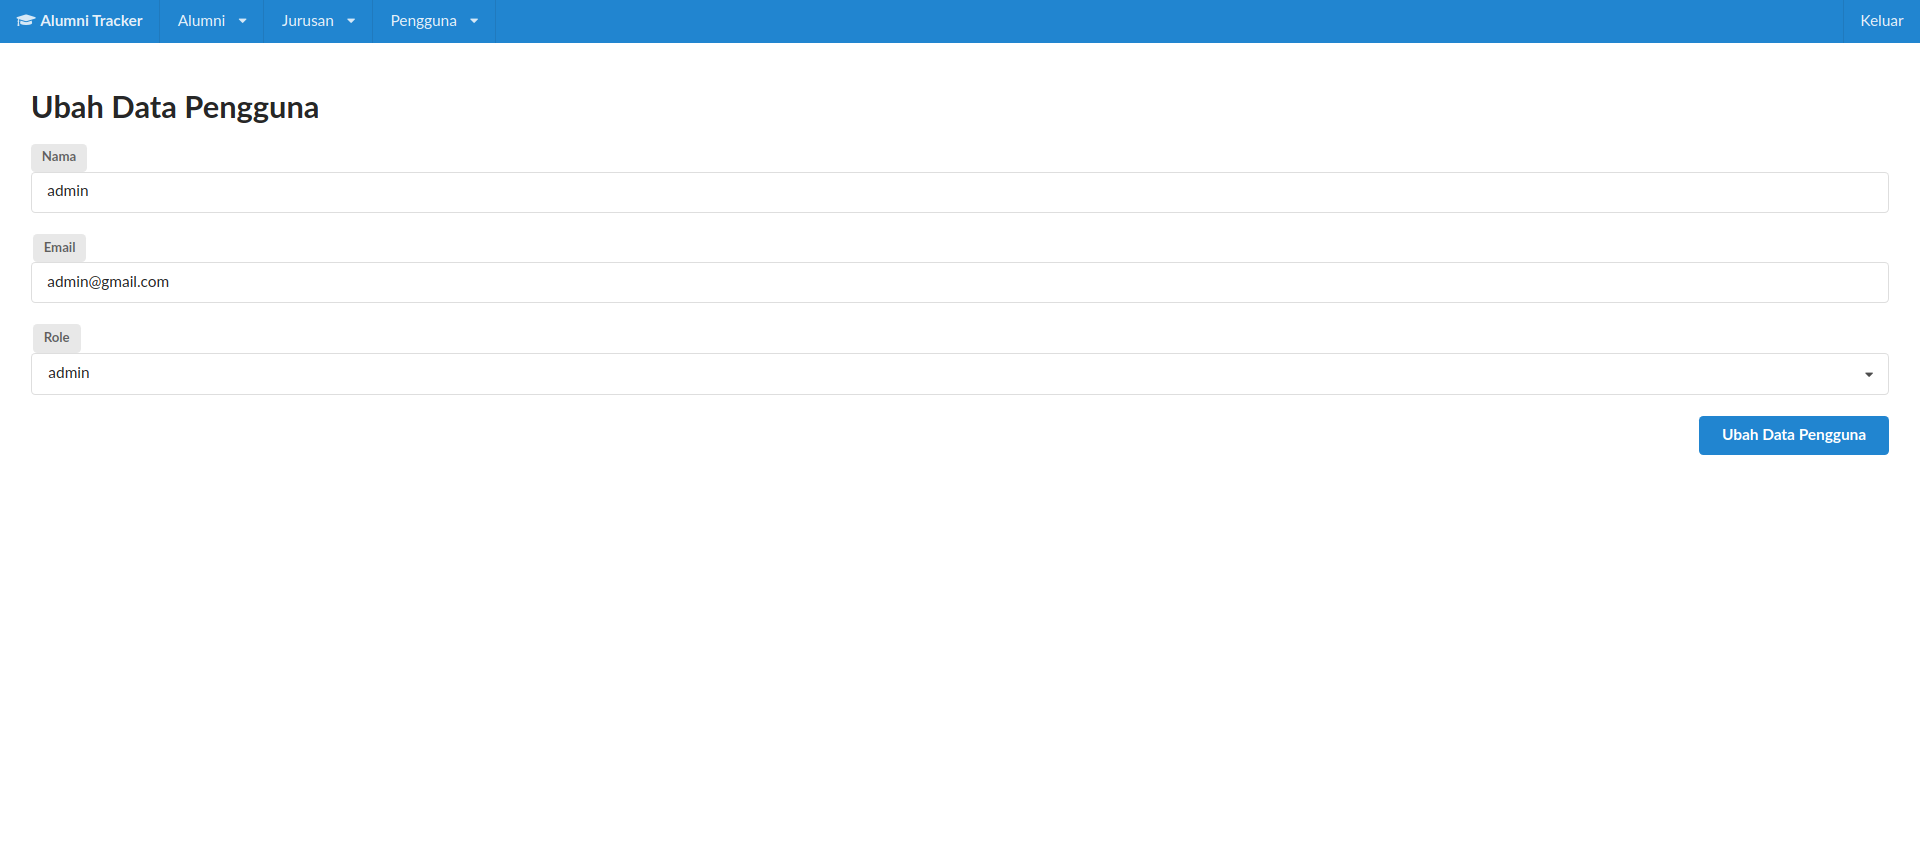 Alumni Tracker Alumni Jurusan Pengguna Keluar
Ubah Data Pengguna
Nama
admin
Email
admin@gmail.com
Role
admin
Ubah Data Pengguna